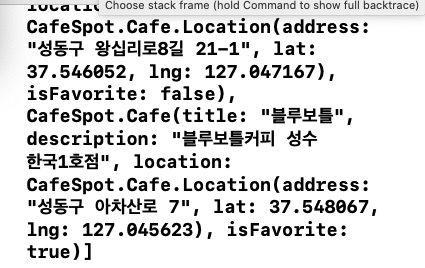 locatio
Choose stack frame (hold Command to show full backtrace)
CafeSpot.Cafe.Location(address:
"성동구 왕십리로8길 21-1", lat:
37.546052, lng: 127.047167),
isFavorite: false),
CafeSpot.Cafe(title: "블루보틀",
description: "블루보틀커피 성수
한국1호점", location:
CafeSpot.Cafe.Location(address:
"성동구 아차산로 7", lat: 37.548067,
lng: 127.045623), isFavorite:
true)]